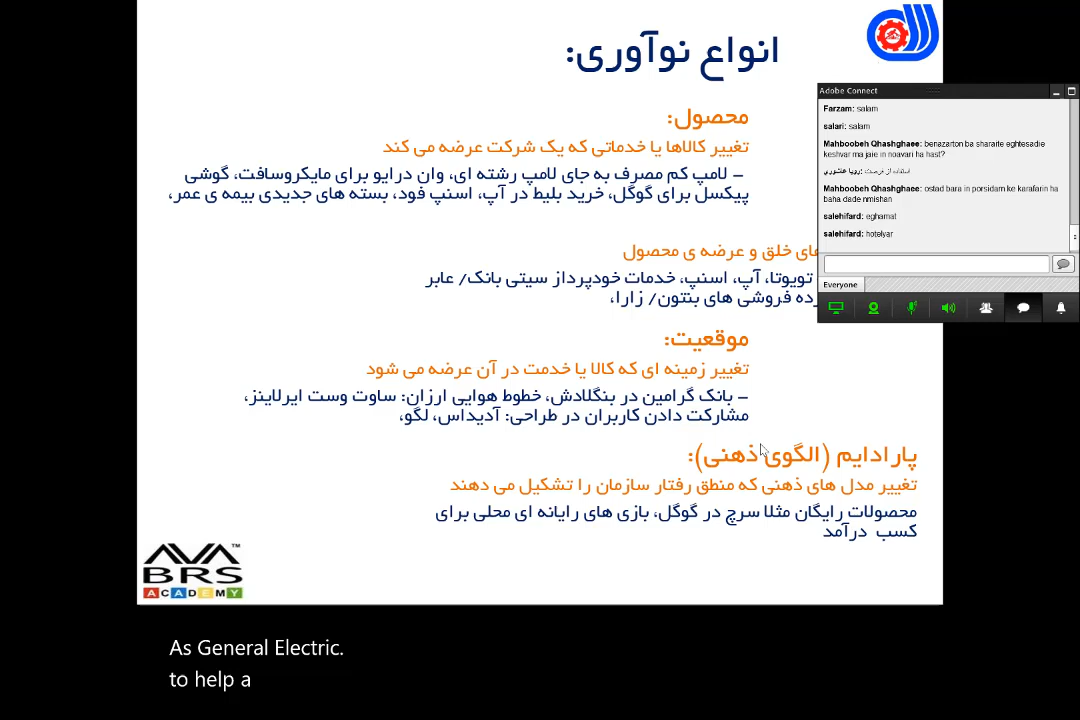 انواع نوآوری:
محصول:
تغییر کالاها یا خدماتی که یک شرکت عرضه می کند
- لامپ کم مصرف به جای لامپ رشته ای، وان درایو برای مایکروسافت، گوشی
پیکسل برای گوگل، خرید بلیط در آپ، اسنپ فود، بسته های جدیدی بیمه ی عمر،
های خلق و عرضه ی محصول
تویوتا، آپ، اسنپ، خدمات خودپرداز سیتی بانک/ عابر
رده فروشی های بنتون/ زارا،
موقعیت:
تغییر زمینه ای که کالا یا خدمت در آن عرضه می شود
- بانک گرامین در بنگلادش، خطوط هوایی ارزان: ساوت وست ایرلاینز،
مشارکت دادن کاربران در طراحی: آدیداس، لگو،
پارادایم (الگوی ذهنی):
تغییر مدل های ذهنی که منطق رفتار سازمان را تشکیل می دهند
محصولات رایگان مثلا سرچ در گوگل، بازی های رایانه ای محلی برای
کسب درآمد
Adobe Connect
Farzam: salam
salari: salam
Mahboobeh Qhashghaee: benazarton ba sharaite eghtesadie
keshvar ma jaie in noavari ha hast?
رویا عاشوری: استفاده از فرصت
Mahboobeh Qhashghaee: ostad bara in porsidam ke karafarin ha
baha dade nmishan
salehifard: eghamat
salehifard: hotelyar
Everyone
AVA
BRS
ACADEMY
As General Electric.
to help a